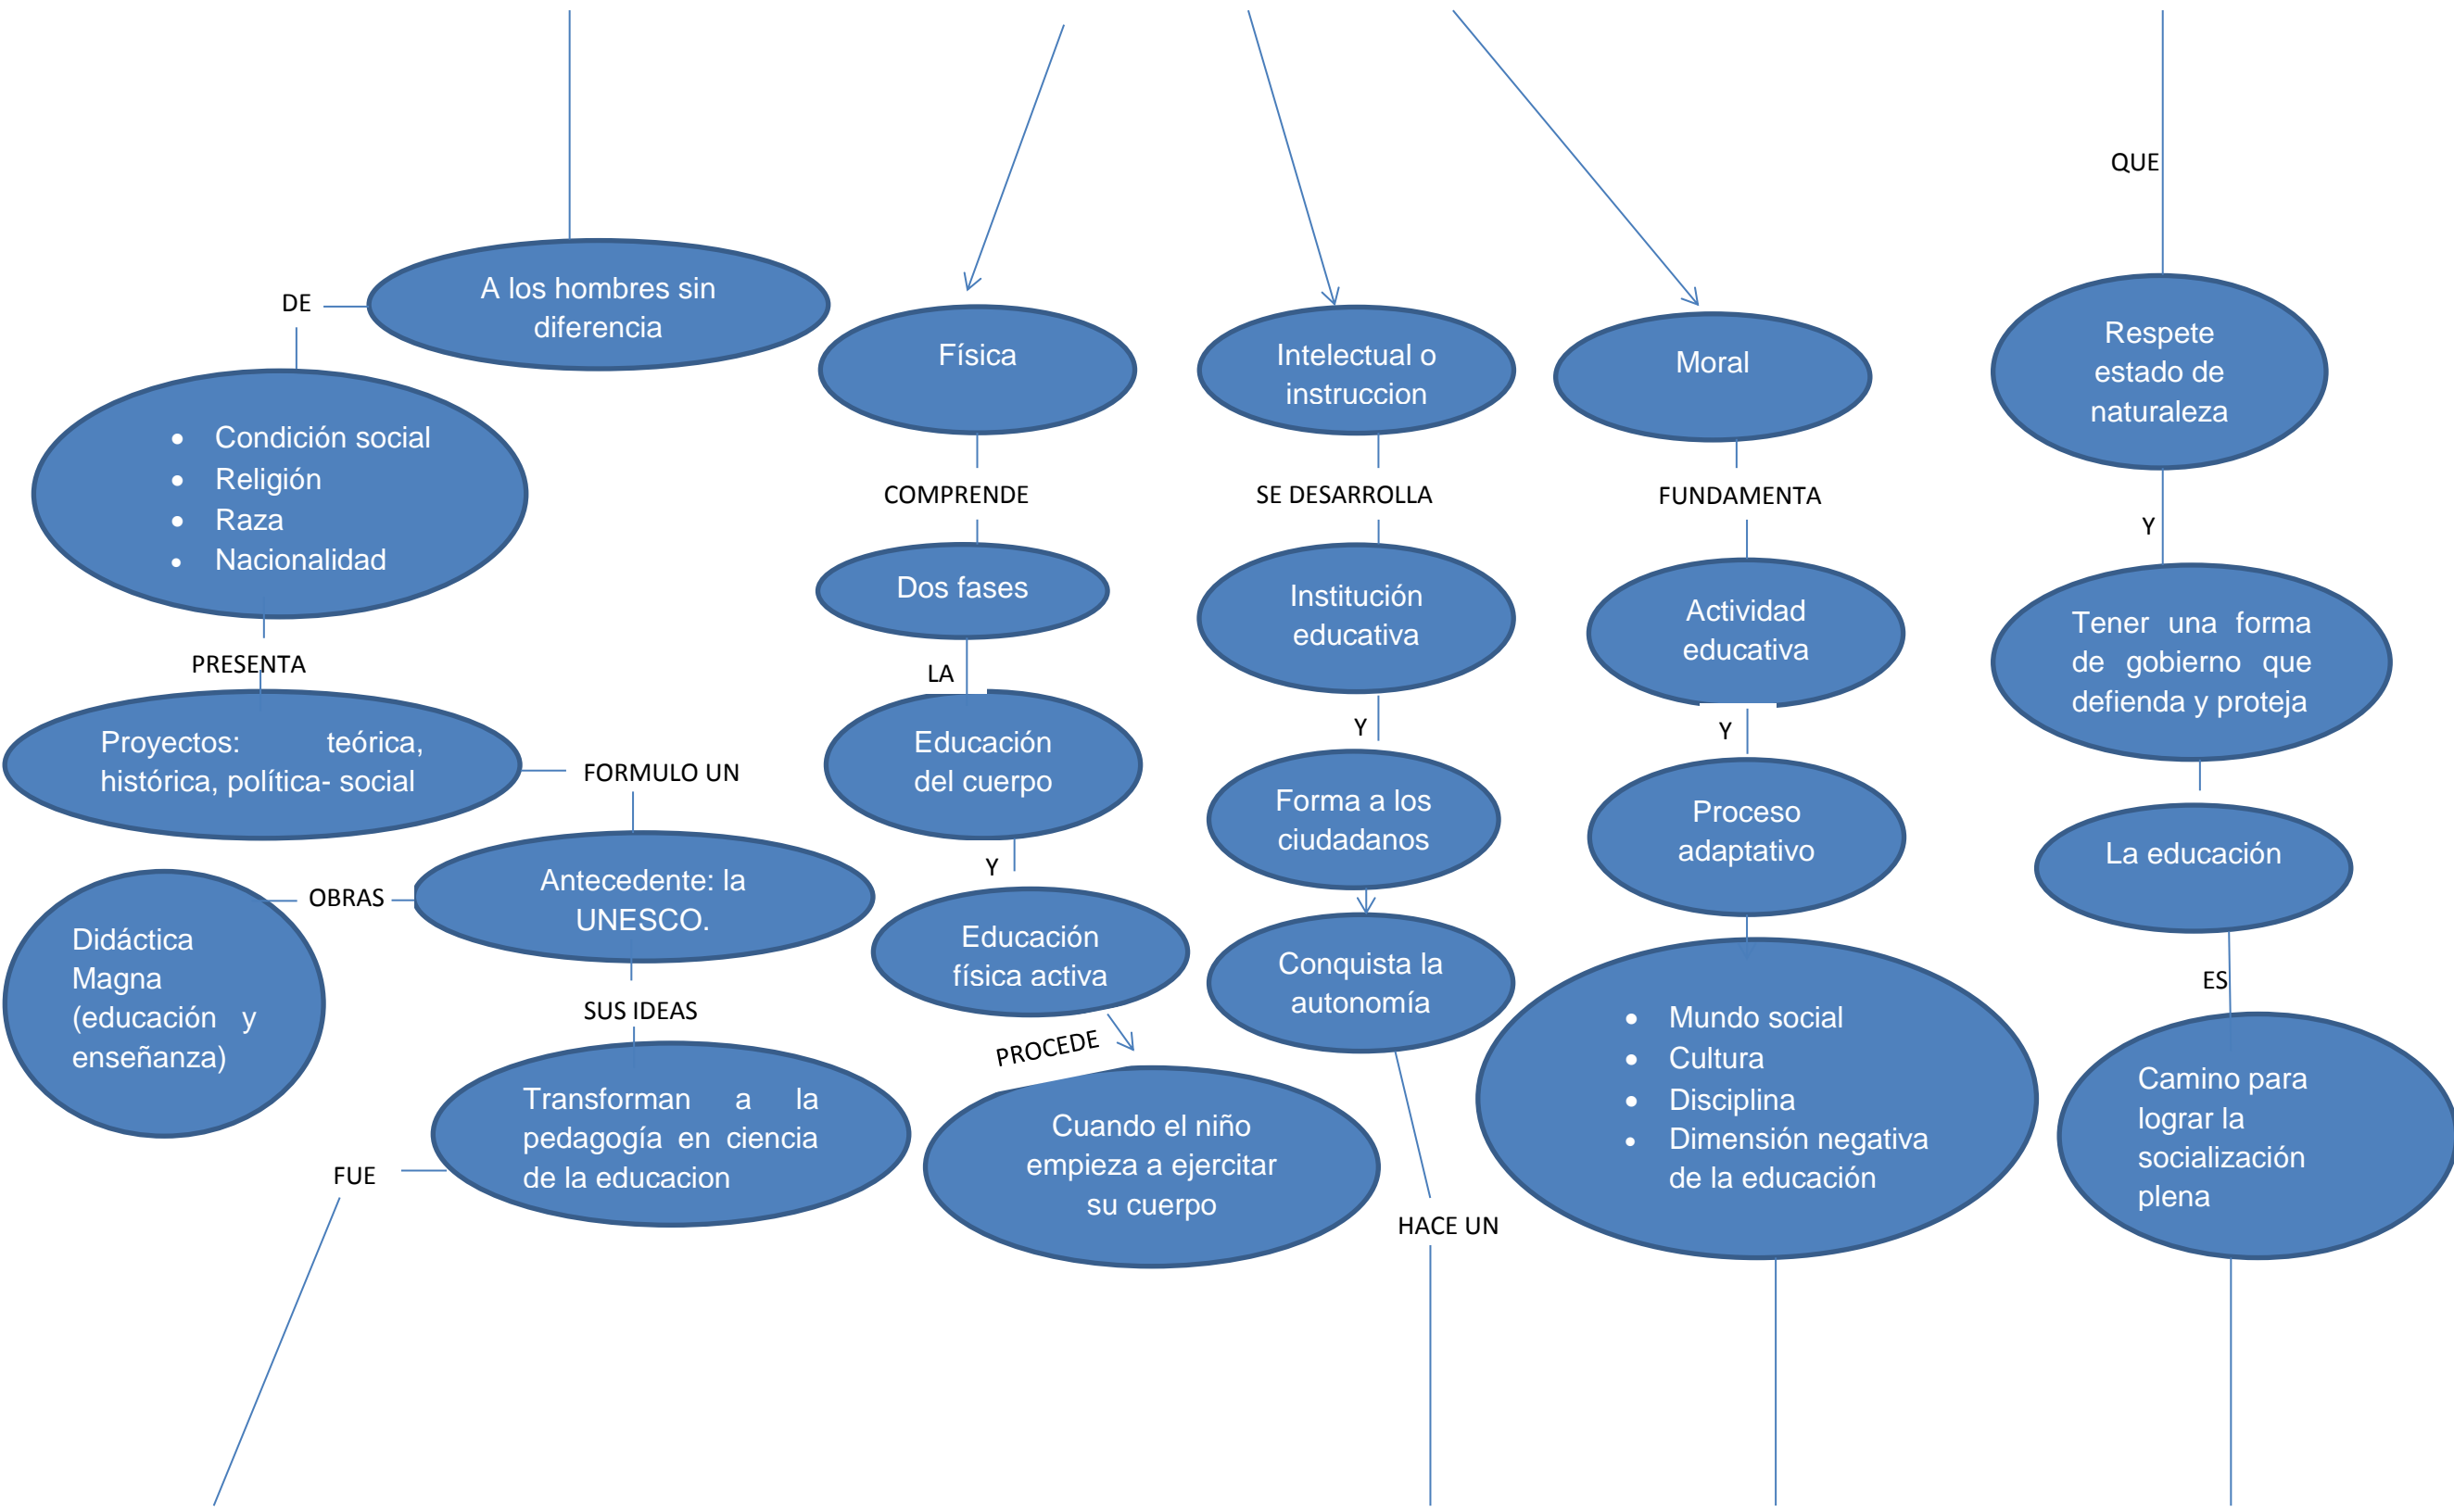 A los hombres sin
diferencia
DE
• Condición social
• Religión
• Raza
• Nacionalidad
PRESENTA
Proyectos: teórica,
histórica, política- social
FORMULO UN
Antecedente: la
UNESCO.
OBRAS
Didáctica
Magna
(educación y
enseñanza)
SUS IDEAS
Transforman a la
pedagogía en ciencia
de la educacion
FUE
Física
COMPRENDE
Dos fases
LA
Educación
del cuerpo
Y
Educación
física activa
PROCEDE
Cuando el niño
empieza a ejercitar
su cuerpo
Intelectual o
instruccion
SE DESARROLLA
Institución
educativa
Y
Forma a los
ciudadanos
Conquista la
autonomía
HACE UN
Moral
FUNDAMENTA
Actividad
educativa
Y
Proceso
adaptativo
• Mundo social
• Cultura
• Disciplina
• Dimensión negativa
de la educación
QUE
Respete
estado de
naturaleza
Y
Tener una forma
de gobierno que
defienda y proteja
La educación
ES
Camino para
lograr la
socialización
plena